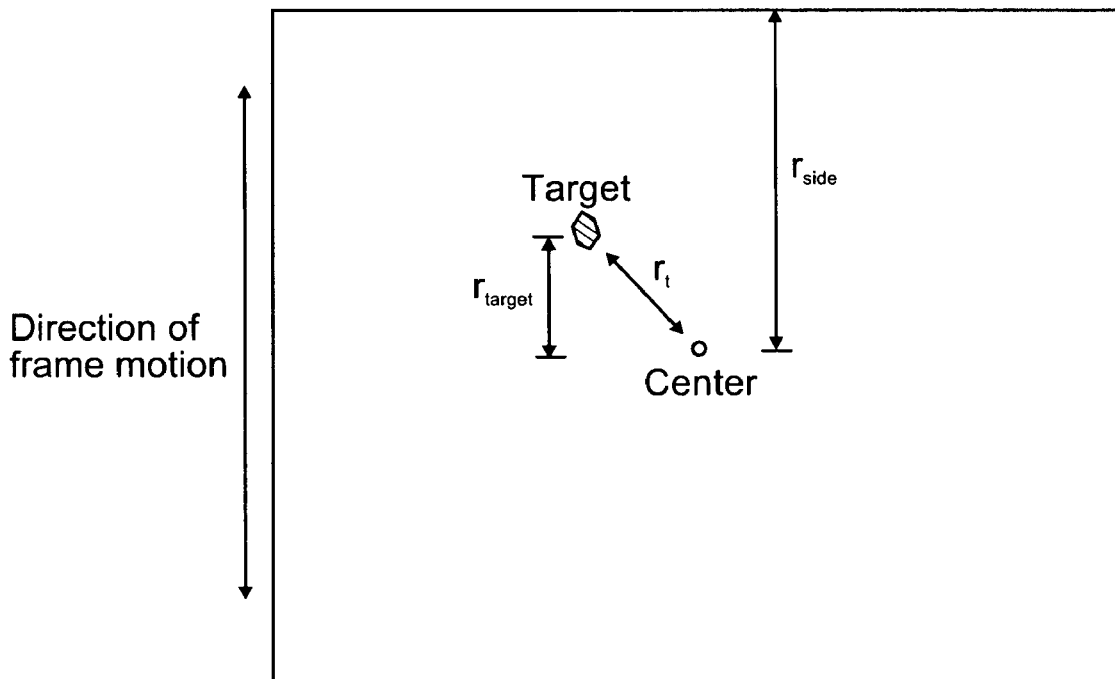 Target
r_side
r_target
r_t
Direction of
frame motion
Center